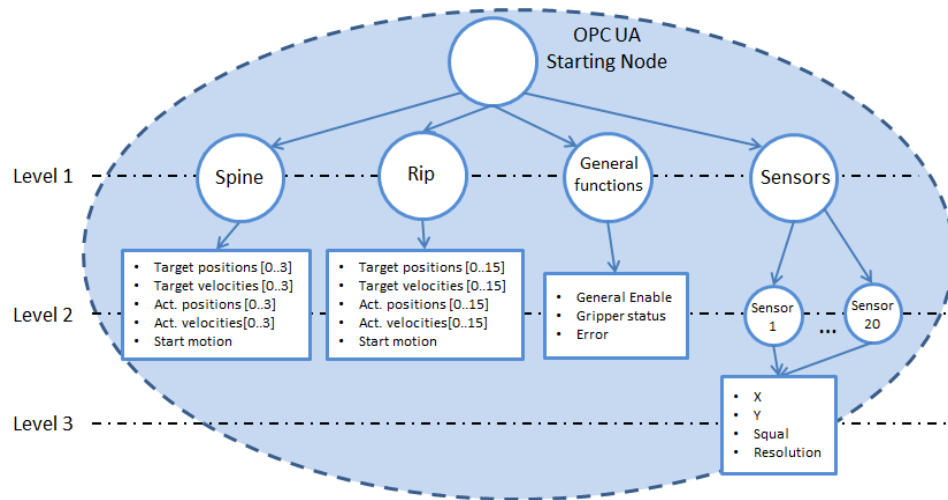 OPC UA
Starting Node
Level 1
Spine
Rip
General
functions
Sensors
• Target positions [0..3]
• Target velocities [0..3]
• Act. positions [0..3]
• Act. velocities[0..3]
• Start motion
• Target positions [0..15]
• Target velocities [0..15]
• Act. positions [0..15]
• Act. velocities[0..15]
• Start motion
• General Enable
• Gripper status
• Error
Level 2
Sensor
1
...
Sensor
20
Level 3
• X
• Y
• Squal
• Resolution